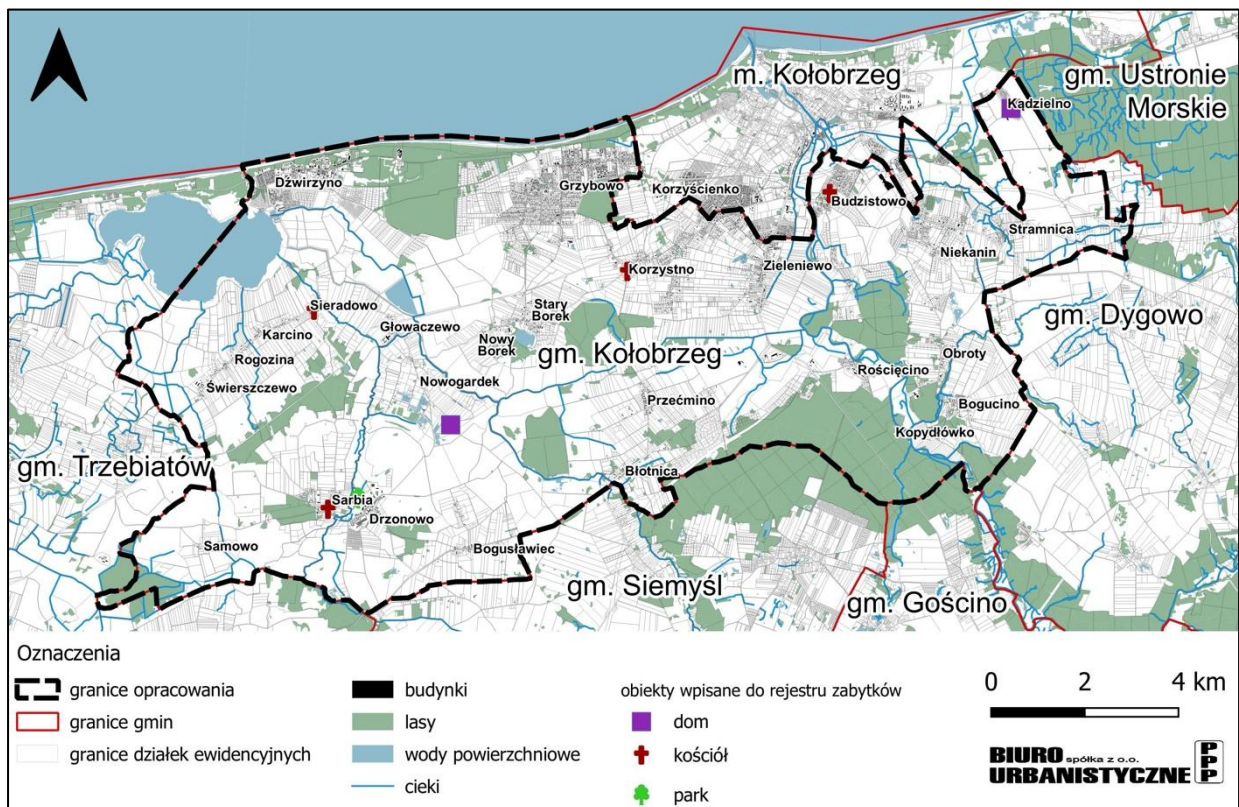 m. Kołobrzeg
gm. Ustronie
Morskie
Kądzielno
Dźwirzyno
Grzybowo
Korzyścienko
Budzistowo
Stramnica
Niekanin
Zieleniewo
Korzystno
Sieradowo
Karcino
Głowaczewo
Stary
Borek
Nowy
Borek
gm. Kołobrzeg
gm. Dygowo
Rogozina
Obroty
Świerszczewo
Nowogardek
Rościęcino
Przećmino
Bogucino
Kopydłówko
gm. Trzebiatów
Błotnica
Sarbia
Drzonowo
Samowo
Bogusławiec
gm. Siemyśl
gm. Gościno
Oznaczenia
granice opracowania
granice gmin
granice działek ewidencyjnych
budynki
lasy
wody powierzchniowe
cieki
obiekty wpisane do rejestru zabytków
dom
kościół
park
0 2 4 km
BIURO spółka z o.o.
URBANISTYCZNE
PPP